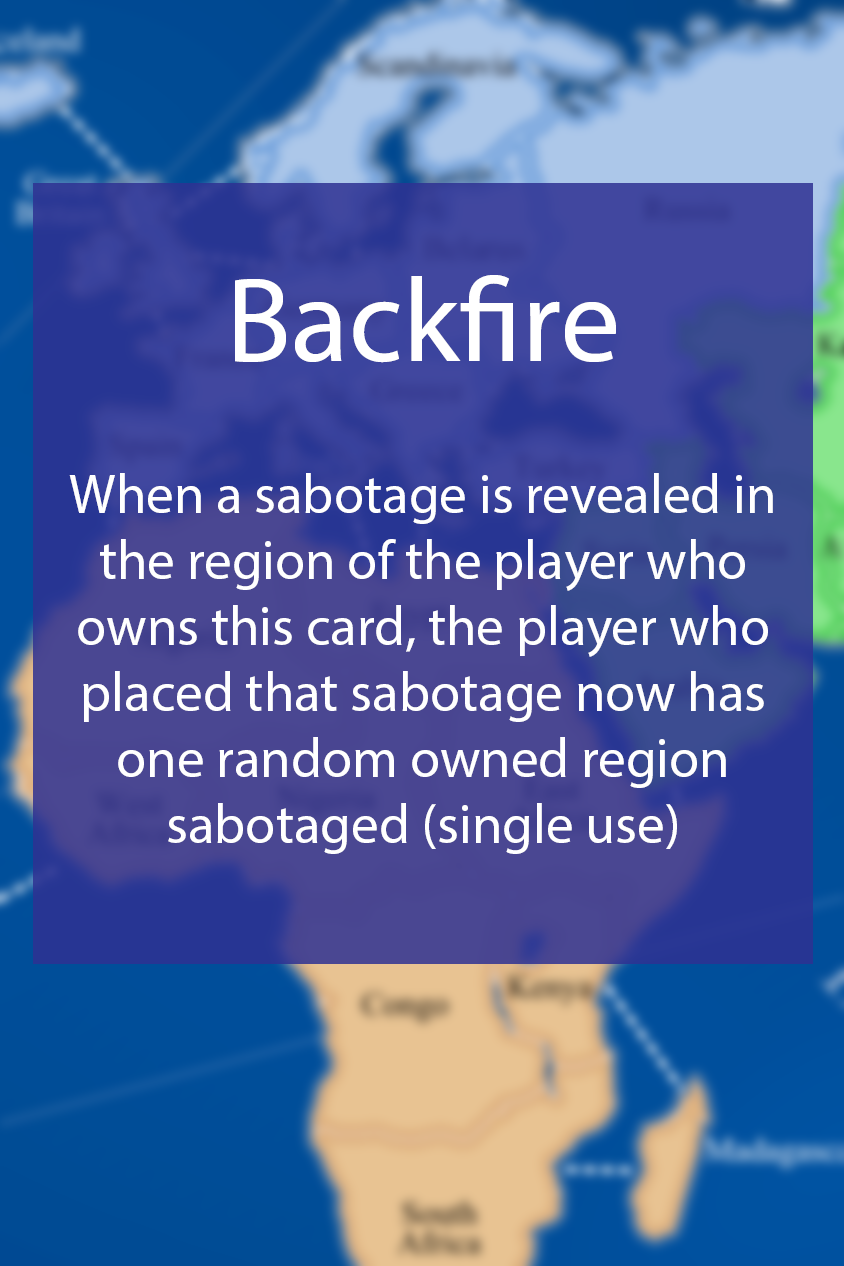 Scandinavia
Backfire
When a sabotage is revealed in
the region of the player who
owns this card, the player who
placed that sabotage now has
one random owned region
sabotaged (single use)
Congo
Kenya
South
Africa